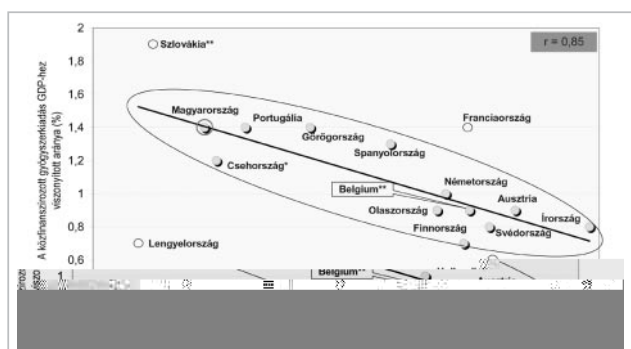 A közfinanszírozott gyógyszerkiadás GDP-hez
viszonyított aránya (%)
2
1,8
1,6
1,4
1,2
1
0,8
0,6
r = 0,85
Szlovákia**
Magyarország
Portugália
Görögország
Franciaország
Spanyolország
Csehország*
Németország
Belgium**
Ausztria
Olaszország
Írország
Finnország
Svédország
Lengyelország
1
Belgium**